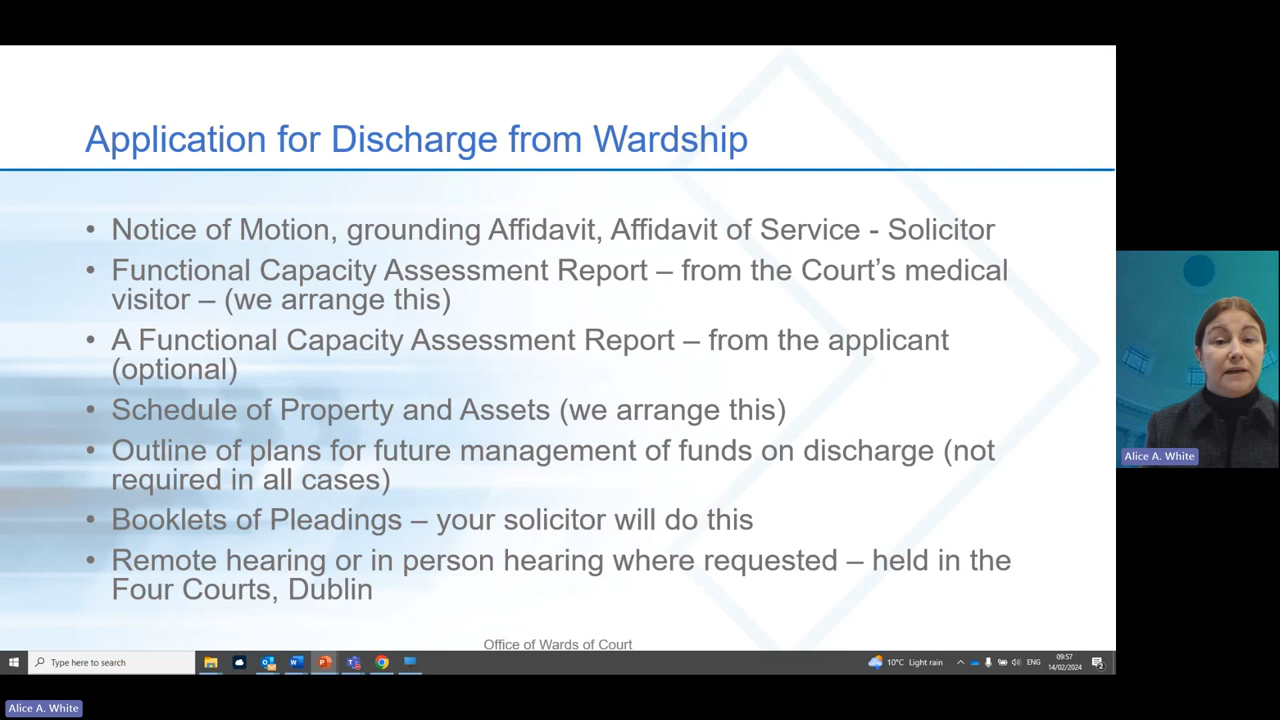 Application for Discharge from Wardship
• Notice of Motion, grounding Affidavit, Affidavit of Service - Solicitor
• Functional Capacity Assessment Report – from the Court’s medical
visitor – (we arrange this)
• A Functional Capacity Assessment Report – from the applicant
(optional)
• Schedule of Property and Assets (we arrange this)
• Outline of plans for future management of funds on discharge (not
required in all cases)
• Booklets of Pleadings – your solicitor will do this
• Remote hearing or in person hearing where requested – held in the
Four Courts, Dublin
Office of Wards of Court
Alice A. White
Type here to search
10°C Light rain
ENG
09:57
14/02/2024
2
Alice A. White